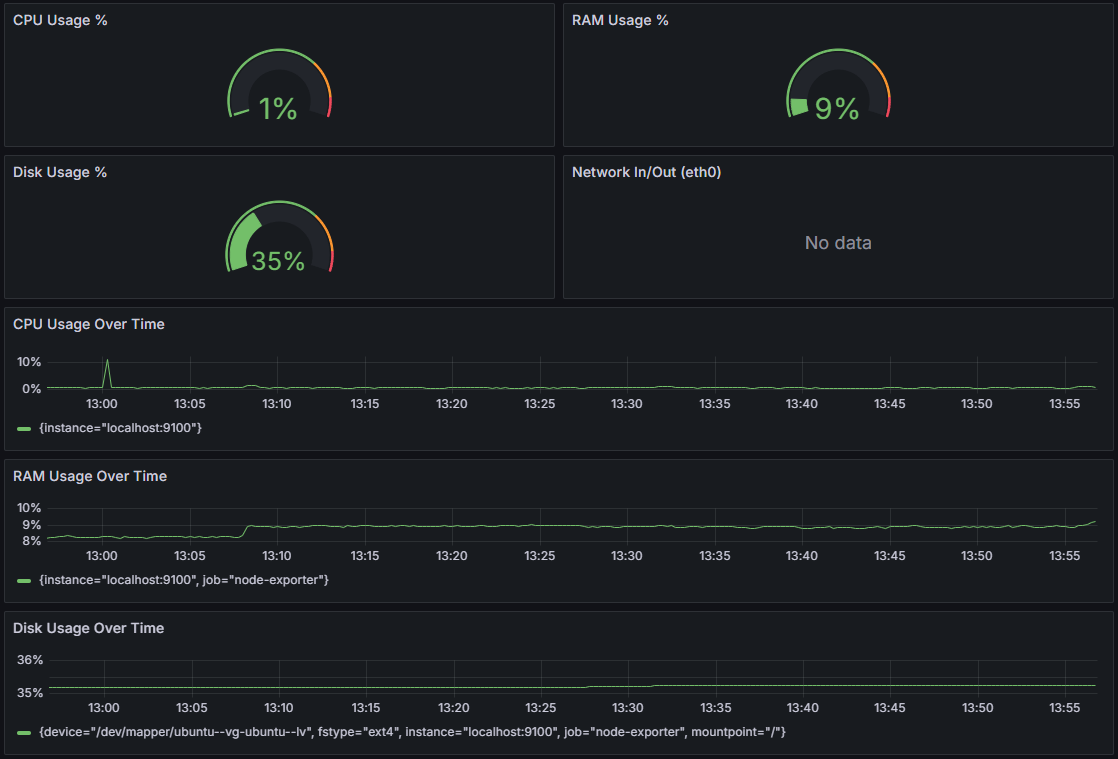 CPU Usage %
1%
RAM Usage %
9%
Disk Usage %
35%
Network In/Out (eth0)
No data
CPU Usage Over Time
10%
0%
13:00 13:05 13:10 13:15 13:20 13:25 13:30 13:35 13:40 13:45 13:50 13:55
{instance="localhost:9100"}
RAM Usage Over Time
10%
9%
8%
13:00 13:05 13:10 13:15 13:20 13:25 13:30 13:35 13:40 13:45 13:50 13:55
{instance="localhost:9100", job="node-exporter"}
Disk Usage Over Time
36%
35%
13:00 13:05 13:10 13:15 13:20 13:25 13:30 13:35 13:40 13:45 13:50 13:55
{device="/dev/mapper/ubuntu--vg-ubuntu--lv", fstype="ext4", instance="localhost:9100", job="node-exporter", mountpoint="/"}